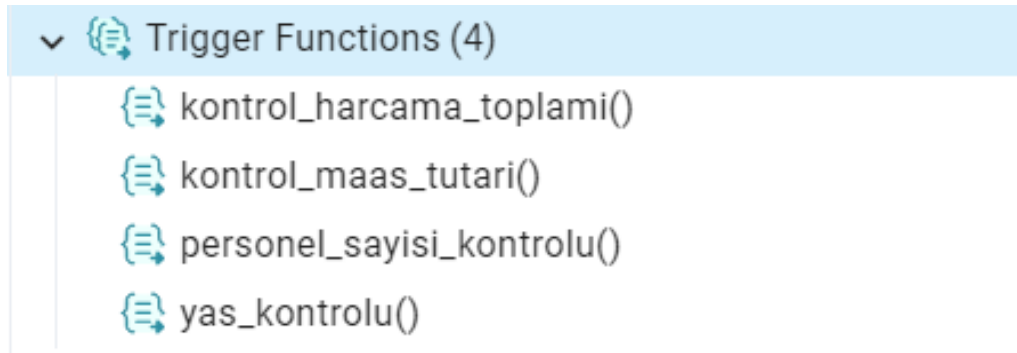 Trigger Functions (4)
kontrol_harcama_toplami()
kontrol_maas_tutari()
personel_sayisi_kontrolu()
yas_kontrolu()